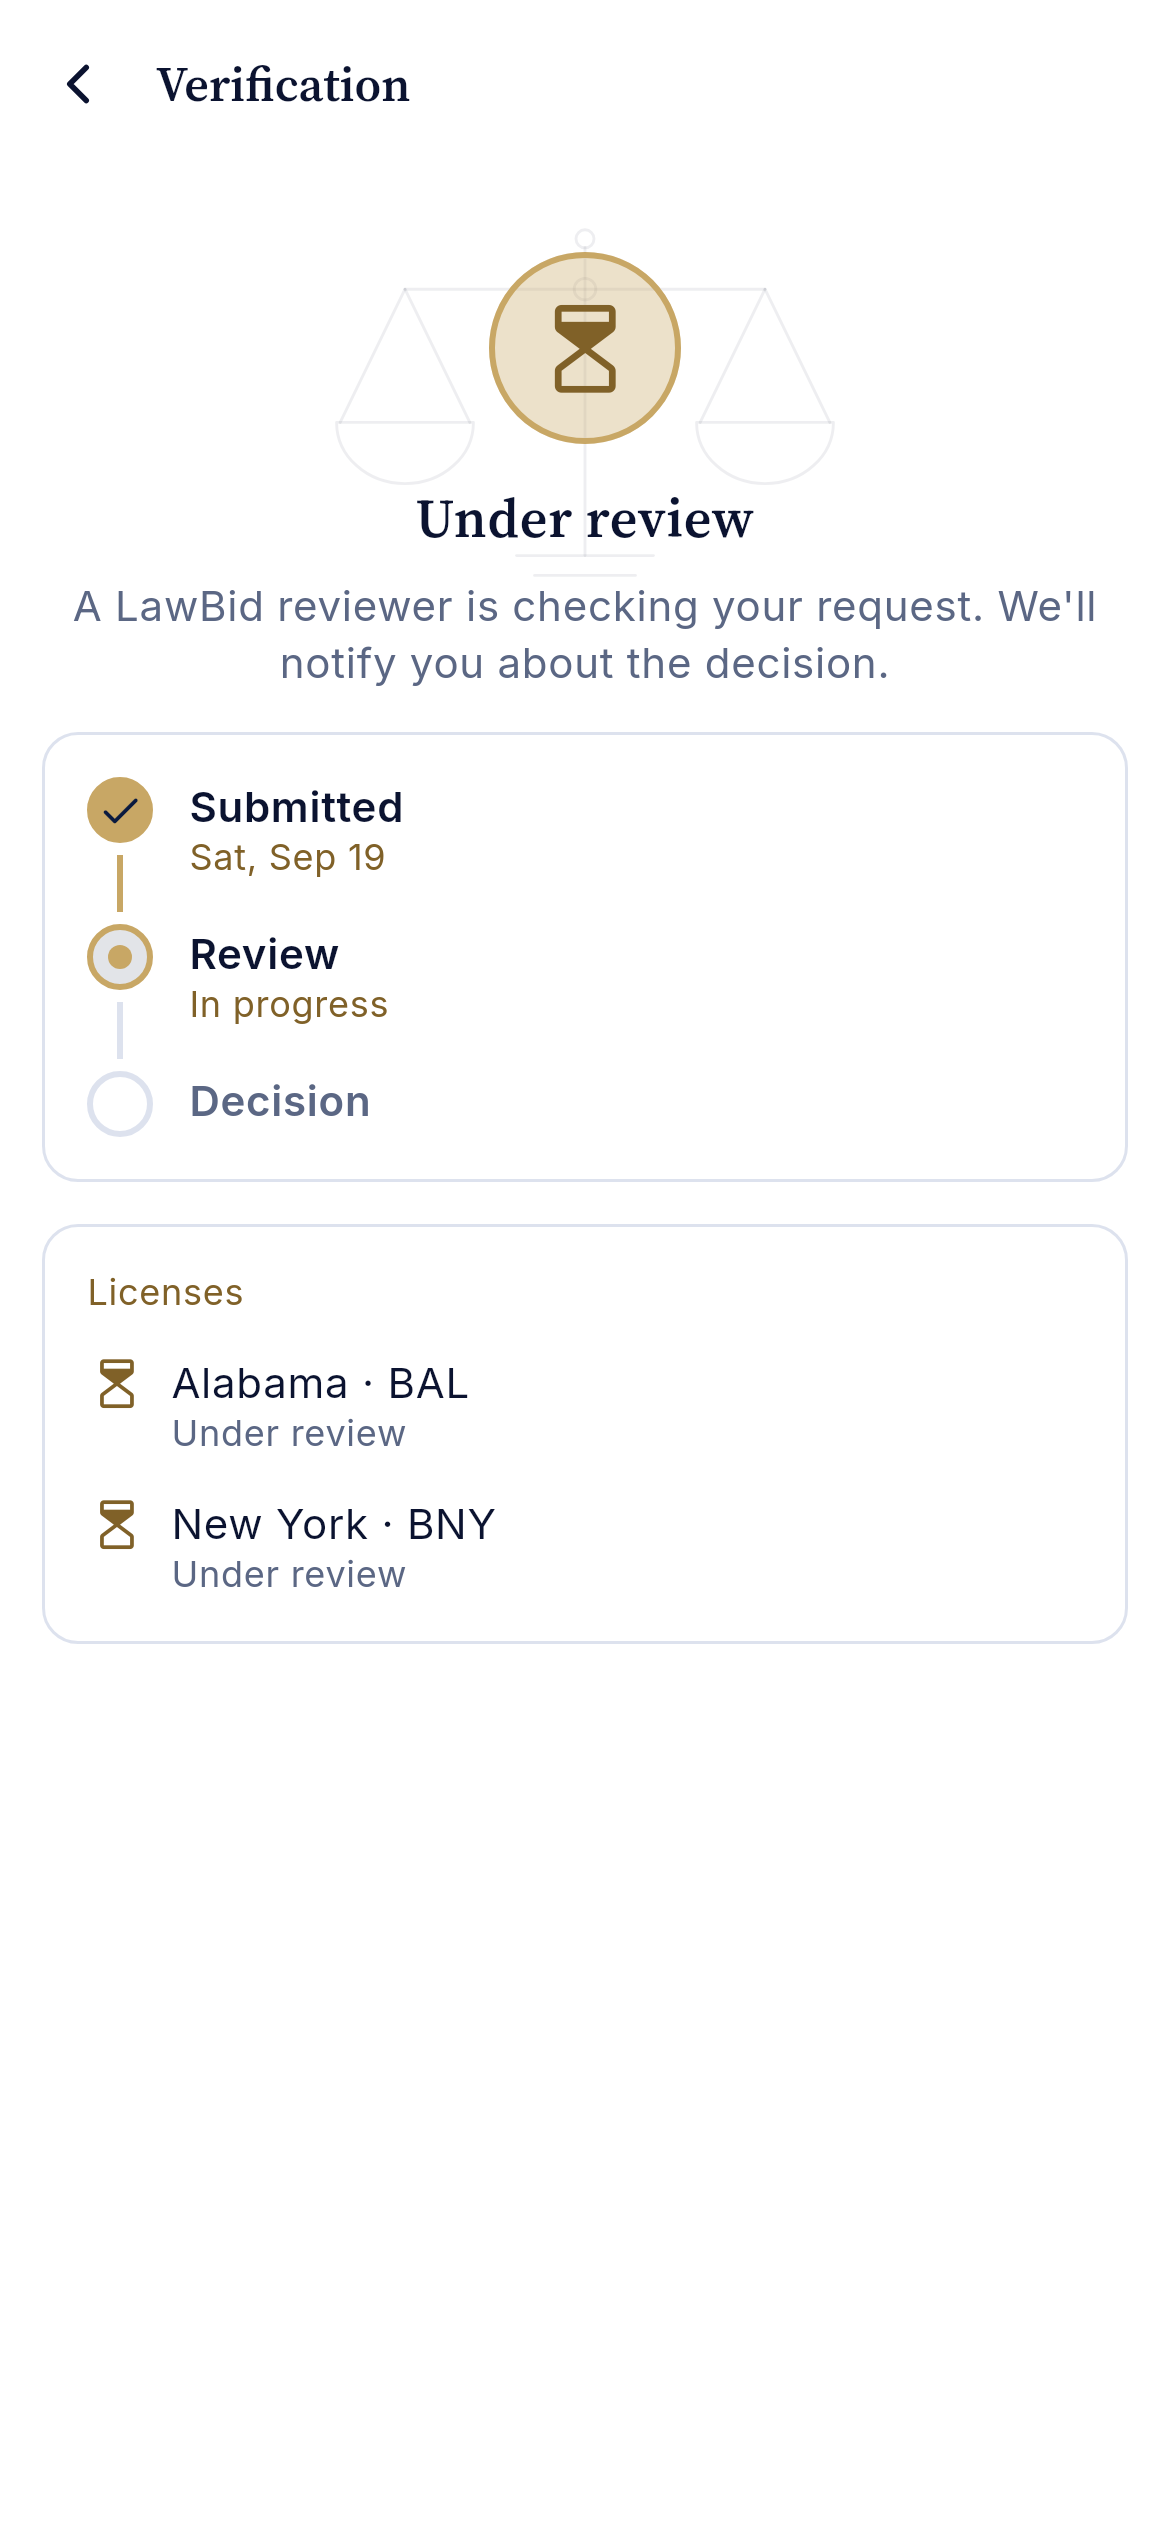 Verification
Under review
A LawBid reviewer is checking your request. We'll
notify you about the decision.
Submitted
Sat, Sep 19
Review
In progress
Decision
Licenses
Alabama · BAL
Under review
New York · BNY
Under review